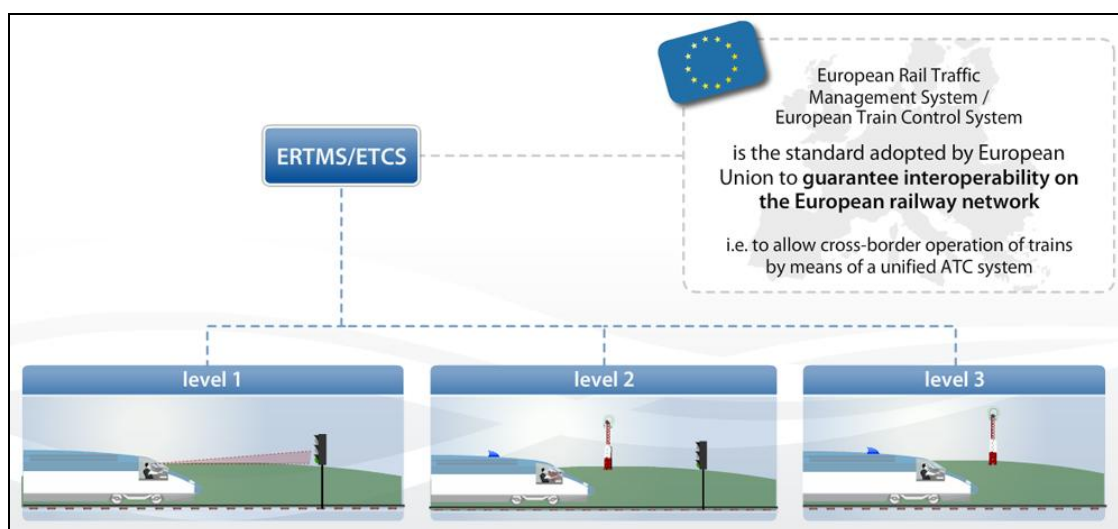 European Rail Traffic
Management System /
European Train Control System
ERTMS/ETCS
is the standard adopted by European
Union to guarantee interoperability on
the European railway network
i.e. to allow cross-border operation of trains
by means of a unified ATC system
level 1
level 2
level 3